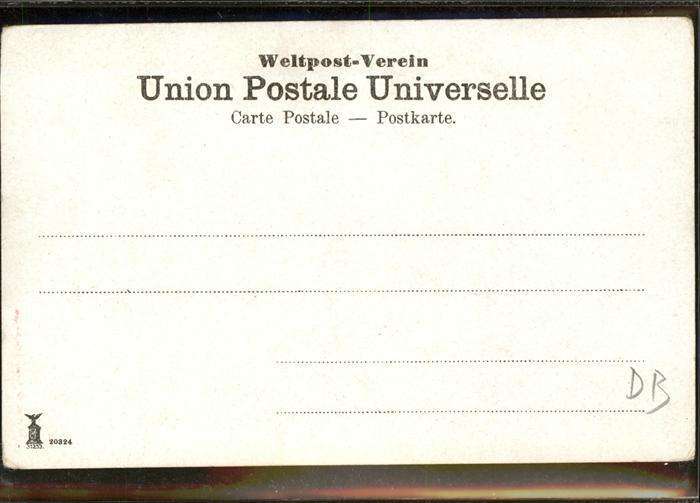 Weltpost-Verein
Union Postale Universelle
Carte Postale — Postkarte.
DB
20324